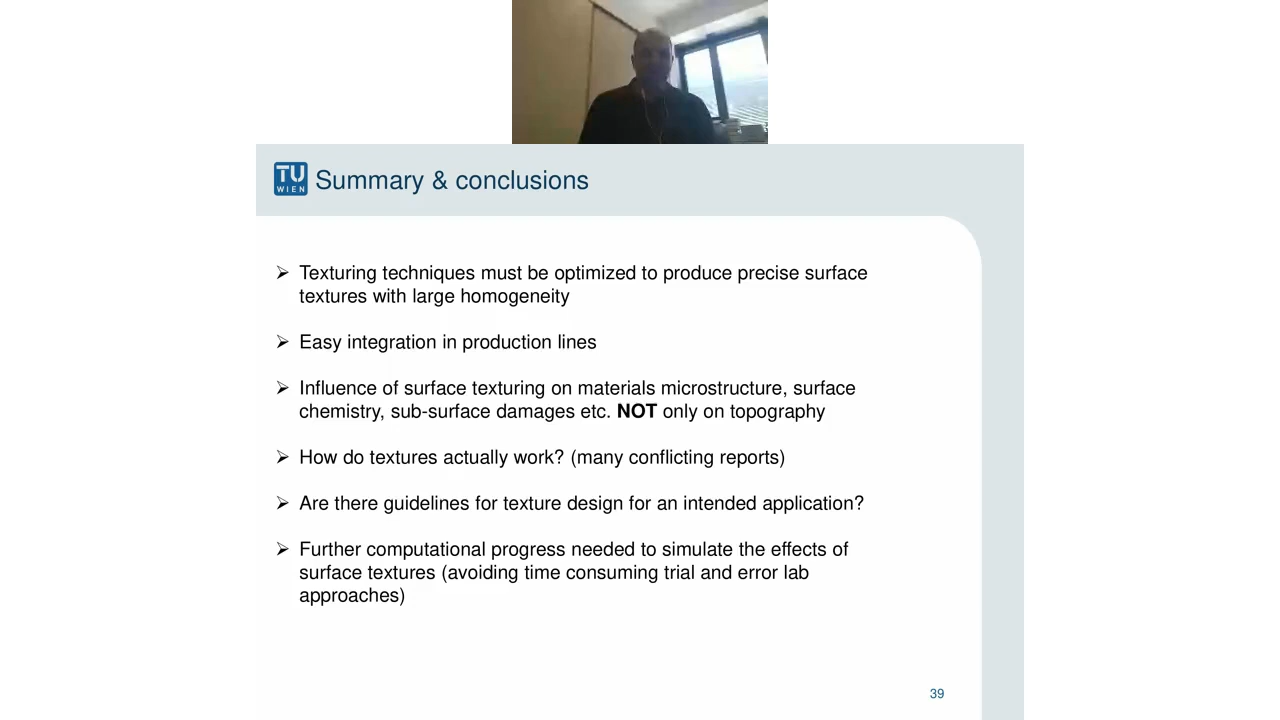 TU
WIEN
Summary & conclusions
➢ Texturing techniques must be optimized to produce precise surface
textures with large homogeneity
➢ Easy integration in production lines
➢ Influence of surface texturing on materials microstructure, surface
chemistry, sub-surface damages etc. NOT only on topography
➢ How do textures actually work? (many conflicting reports)
➢ Are there guidelines for texture design for an intended application?
➢ Further computational progress needed to simulate the effects of
surface textures (avoiding time consuming trial and error lab
approaches)
39